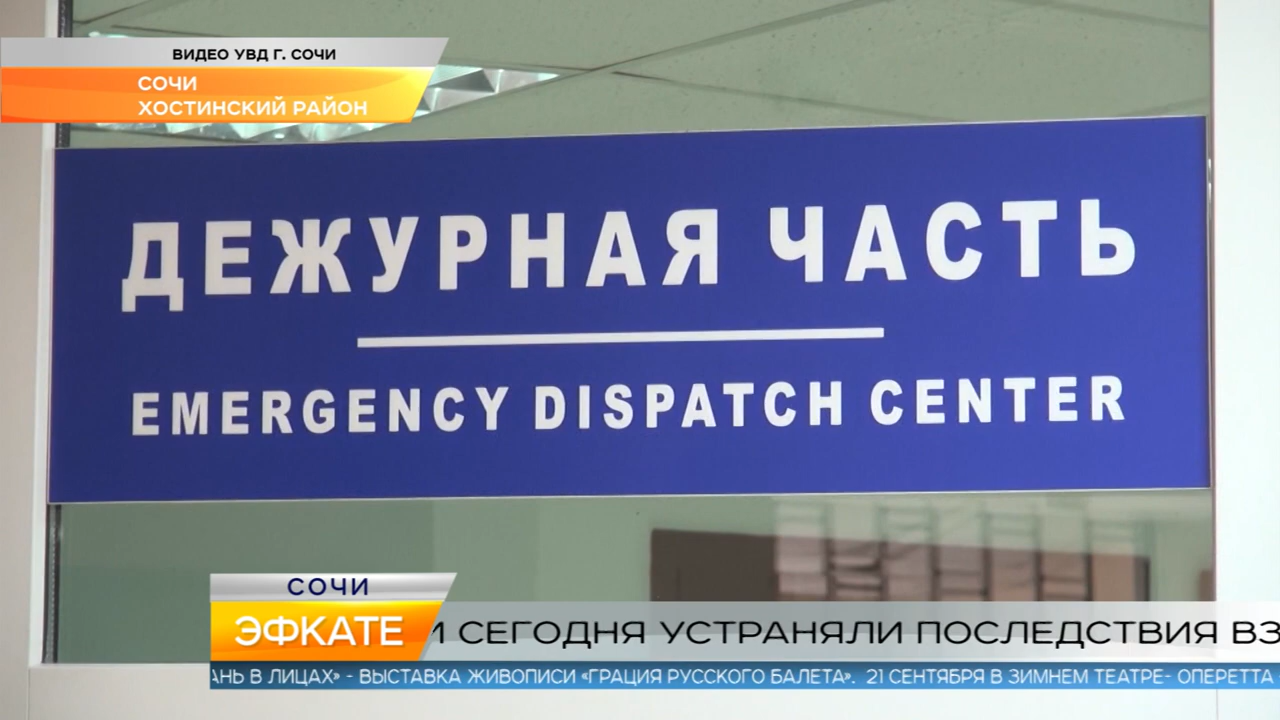 ВИДЕО УВД Г. СОЧИ
СОЧИ
ХОСТИНСКИЙ РАЙОН
ДЕЖУРНАЯ ЧАСТЬ
EMERGENCY DISPATCH CENTER
СОЧИ
ЭФКАТЕ
И СЕГОДНЯ УСТРАНЯЛИ ПОСЛЕДСТВИЯ
В ЛИЦАХ» - ВЫСТАВКА ЖИВОПИСИ «ГРАЦИЯ РУССКОГО БАЛЕТА». 21 СЕНТЯБРЯ В ЗИМНЕМ ТЕАТРЕ- ОПЕРЕТТА